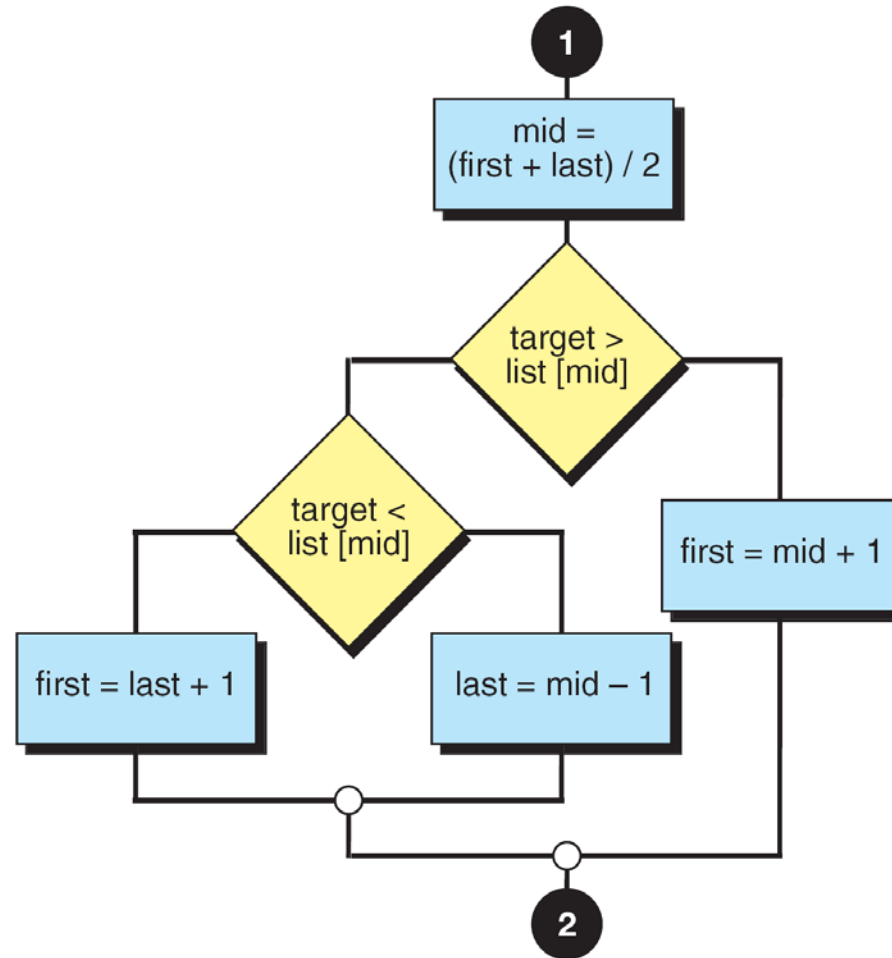 1
mid =
(first + last) / 2
target >
list [mid]
target <
list [mid]
first = mid + 1
first = last + 1
last = mid – 1
2